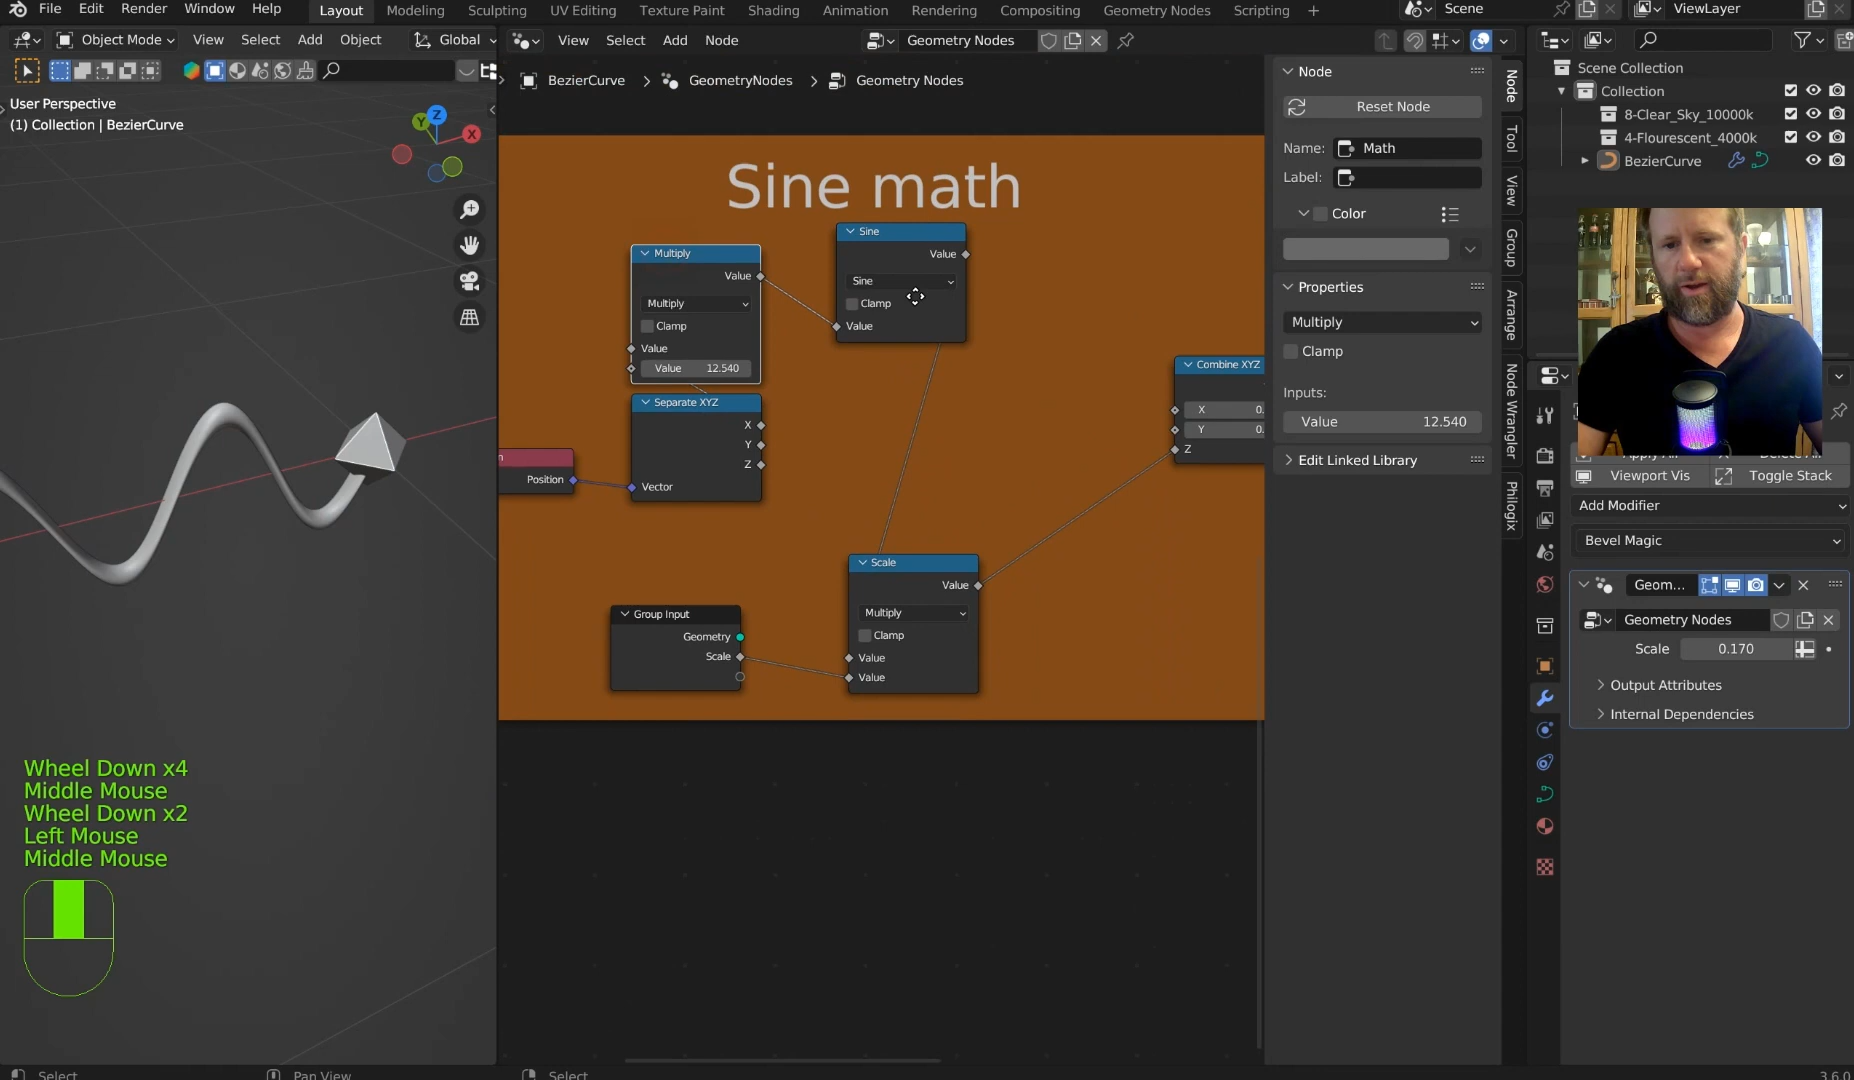 File Edit Render Window Help
Layout Modeling Sculpting UV Editing Texture Paint Shading Animation Rendering Compositing Geometry Nodes Scripting +
Scene
ViewLayer
Object Mode View Select Add Object Global
View Select Add Node
Geometry Nodes
User Perspective
(1) Collection | BezierCurve
Z
Y
X
BezierCurve > GeometryNodes > Geometry Nodes
Sine math
Multiply
Value
Multiply
Clamp
Value
Value 12.540
Sine
Value
Sine
Clamp
Value
Separate XYZ
X
Y
Z
Vector
Position
Combine XYZ
X 0.
Y 0.
Z
Group Input
Geometry
Scale
Scale
Value
Multiply
Clamp
Value
Value
Node
Reset Node
Name: Math
Label:
Color
Properties
Multiply
Clamp
Inputs:
Value 12.540
Edit Linked Library
Node
Tool
View
Group
Arrange
Node Wrangler
Philogix
Scene Collection
Collection
8-Clear_Sky_10000k
4-Flourescent_4000k
BezierCurve
Viewport Vis Toggle Stack
Add Modifier
Bevel Magic
Geom...
Geometry Nodes
Scale 0.170
Output Attributes
Internal Dependencies
Wheel Down x4
Middle Mouse
Wheel Down x2
Left Mouse
Middle Mouse
Select Pan View Select
3.6.0